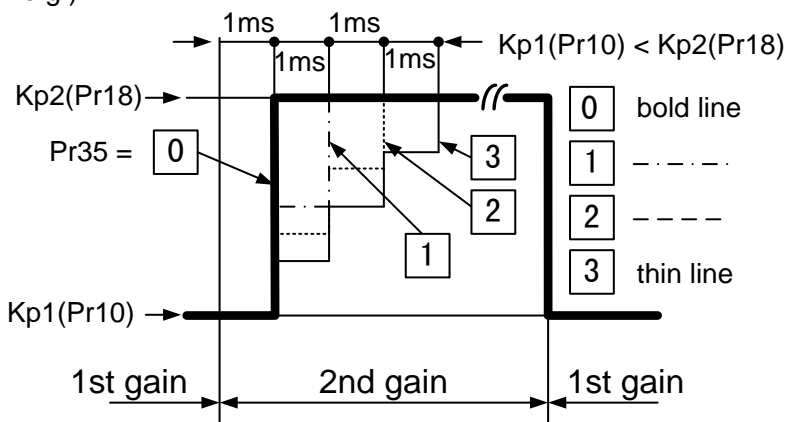 1ms 1ms
1ms 1ms
Kp1(Pr10) < Kp2(Pr18)
Kp2(Pr18)
Pr35 = 0
3
2
1
0 bold line
1
2
3 thin line
Kp1(Pr10)
1st gain 2nd gain 1st gain